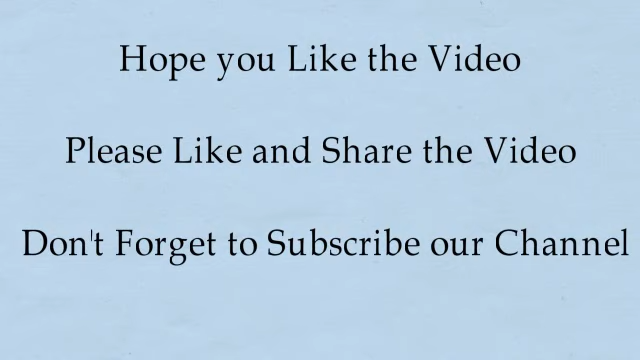 Hope you Like the Video
Please Like and Share the Video
Don't Forget to Subscribe our Channel